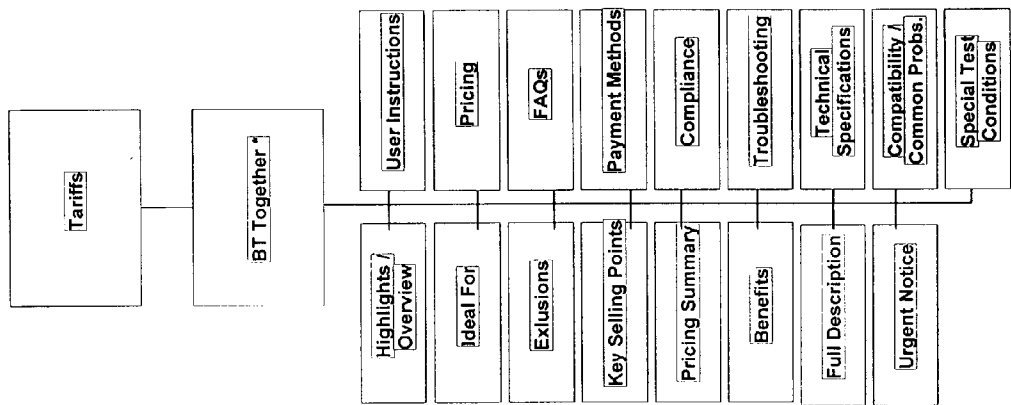 Tariffs
BT Together *
Highlights /
Overview
User Instructions
Ideal For
Pricing
Exlusions
FAQs
Key Selling Points
Payment Methods
Pricing Summary
Compliance
Benefits
Troubleshooting
Full Description
Technical
Specifications
Urgent Notice
Compatibility /
Common Probs.
Special Test
Conditions